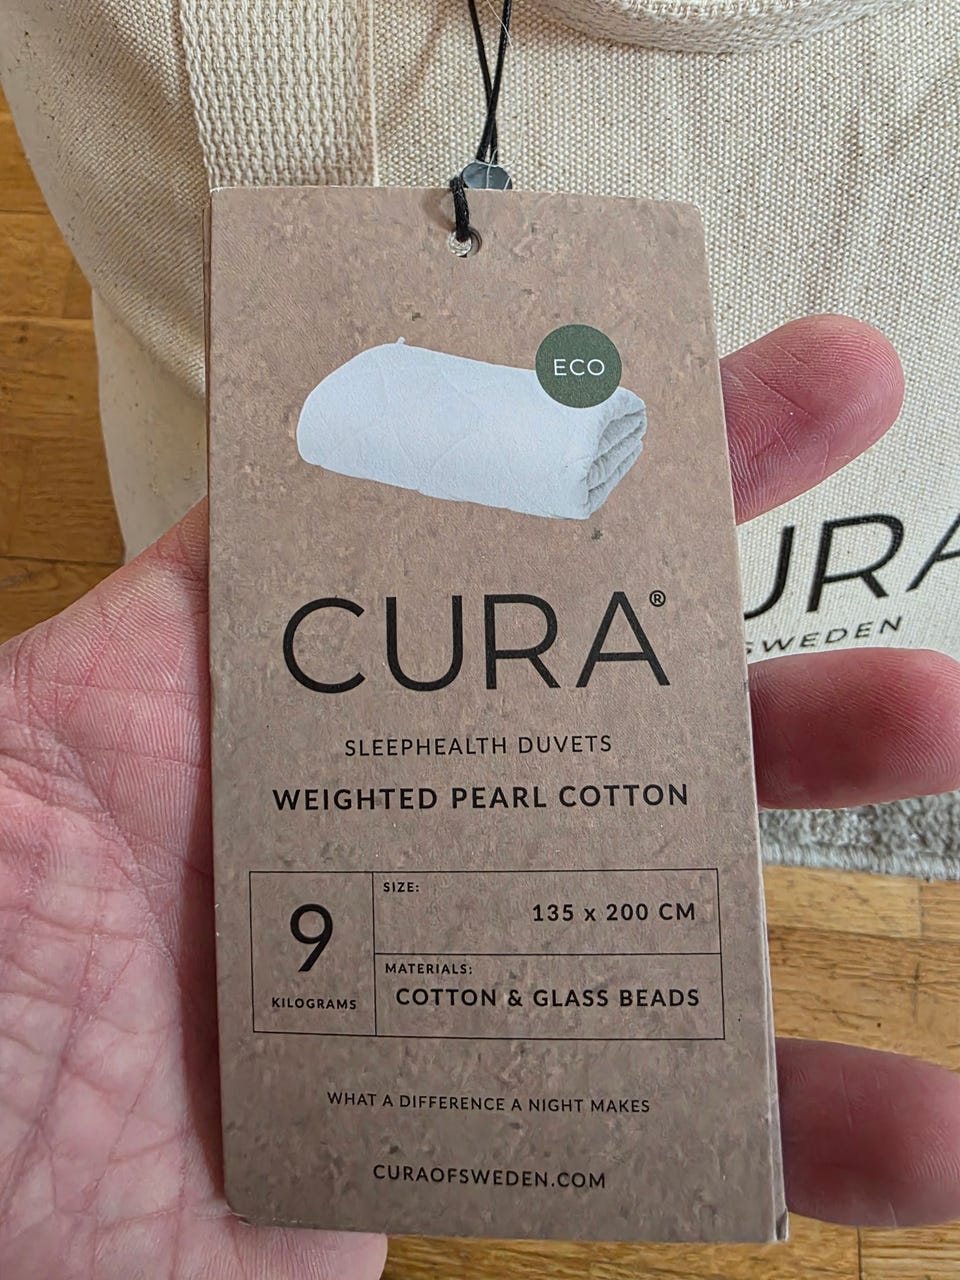 ECO
CURA®
SLEEPHEALTH DUVETS
WEIGHTED PEARL COTTON
9
KILOGRAMS
SIZE:
135 x 200 CM
MATERIALS:
COTTON & GLASS BEADS
WHAT A DIFFERENCE A NIGHT MAKES
CURAOFSWEDEN.COM
URA
SWEDEN